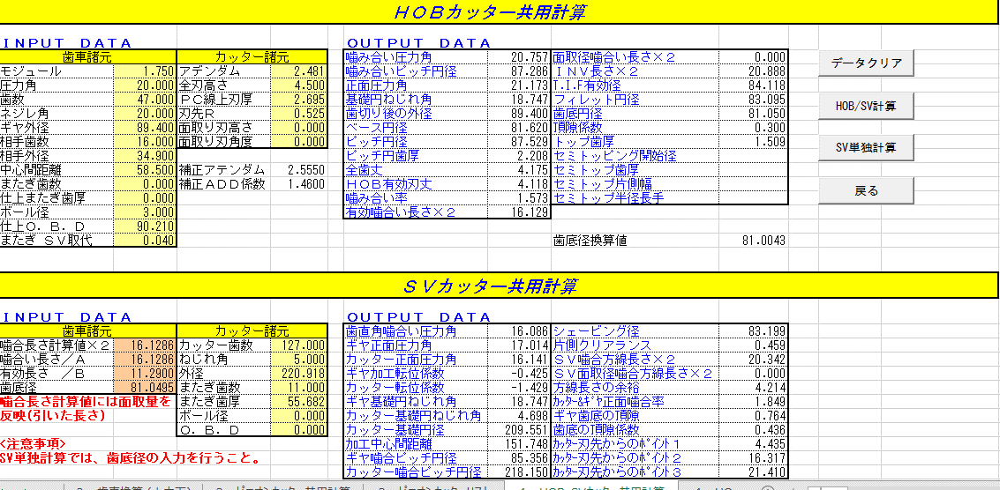 HOBカッター共用計算
INPUT DATA
歯車諸元 カッター諸元
モジュール 1.750 アデンダム 2.481
圧力角 20.000 全刃高さ 4.500
歯数 47.000 PC線上刃厚 2.695
ネジレ角 20.000 刃先R 0.525
ギヤ外径 89.400 面取り刃高さ 0.000
相手歯数 16.000 面取り刃角度 0.000
相手外径 34.900
中心間距離 58.500 補正アテンダム 2.5550
またぎ歯数 0.000 補正ADD係数 1.4600
仕上またぎ歯厚 0.000
ボール径 3.000
仕上O.B.D 90.210
またぎ SV取代 0.040
OUTPUT DATA
噛み合い圧力角 20.757 面取径噛合い長さ×2 0.000
噛み合いピッチ円径 87.286 INV長さ×2 20.888
正面圧力角 21.173 T.I.F有効径 84.118
基礎円ねじれ角 18.747 フィレット円径 83.095
歯切り後の外径 89.400 歯底円径 81.050
ベース円径 81.620 頂隙係数 0.300
ピッチ円径 87.529 トップ歯厚 1.509
ピッチ円歯厚 2.208 セミトッピング開始径
全歯丈 4.175 セミトップ歯厚
HOB有効刃丈 4.118 セミトップ片側幅
噛み合い率 1.573 セミトップ半径長手
有効噛合い長さ×2 16.129
歯底径換算値 81.0043
データクリア
HOB/SV計算
SV単独計算
戻る
SVカッター共用計算
INPUT DATA
歯車諸元 カッター諸元
噛合長さ計算値×2 16.1286 カッター歯数 127.000
噛合い長さ/A 16.1286 ねじれ角 5.000
有効長さ /B 11.2900 外径 220.918
歯底径 81.0495 またぎ歯数 11.000
噛合長さ計算値には面取量を またぎ歯厚 55.682
反映(引いた長さ) ボール径 0.000
O.B.D 0.000
<注意事項>
SV単独計算では、歯底径の入力を行うこと。
OUTPUT DATA
歯直角噛合い圧力角 16.086 シェービング径 83.199
ギヤ正面圧力角 17.014 片側クリアランス 0.459
カッター正面圧力角 16.141 SV噛合方線長さ×2 20.342
ギヤ加工転位係数 -0.425 SV面取径噛合方線長さ×2 0.000
カッター転位係数 -1.429 方線長さの余裕 4.214
ギヤ基礎円ねじれ角 18.747 ｶｯﾀｰ&ｷﾞﾔ正面噛合率 1.849
カッター基礎円ねじれ角 4.698 ギヤ歯底の頂隙 0.764
カッター基礎円径 209.551 歯底の頂隙係数 0.436
加工中心間距離 151.748 ｶｯﾀｰ刃先からのﾎﾟｲﾝﾄ1 4.435
ギヤ噛合ピッチ円径 85.356 ｶｯﾀｰ刃先からのﾎﾟｲﾝﾄ2 16.317
カッター噛合ピッチ円径 218.150 ｶｯﾀｰ刃先からのﾎﾟｲﾝﾄ3 21.410